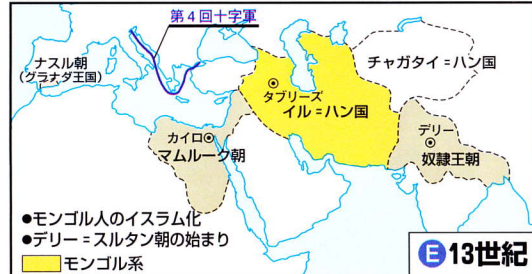 第4回十字軍
ナスル朝
(グラナダ王国)
チャガタイ=ハン国
タブリーズ
イル=ハン国
カイロ
マムルーク朝
デリー
奴隷王朝
●モンゴル人のイスラム化
●デリー=スルタン朝の始まり
モンゴル系
E 13世紀